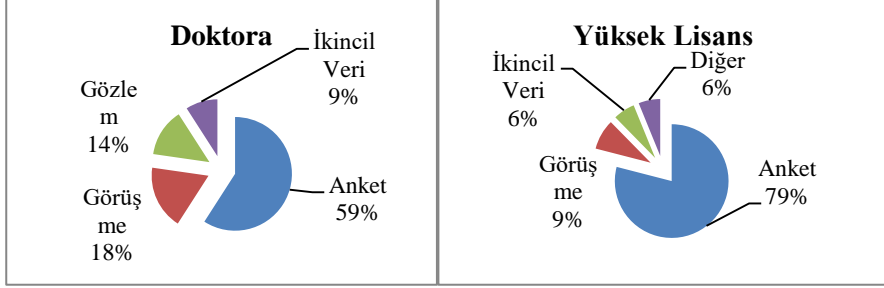 Doktora
İkincil
Veri
9%
Gözle
m
14%
Görüş
me
18%
Anket
59%
Yüksek Lisans
İkincil
Veri
6%
Diğer
6%
Görüş
me
9%
Anket
79%